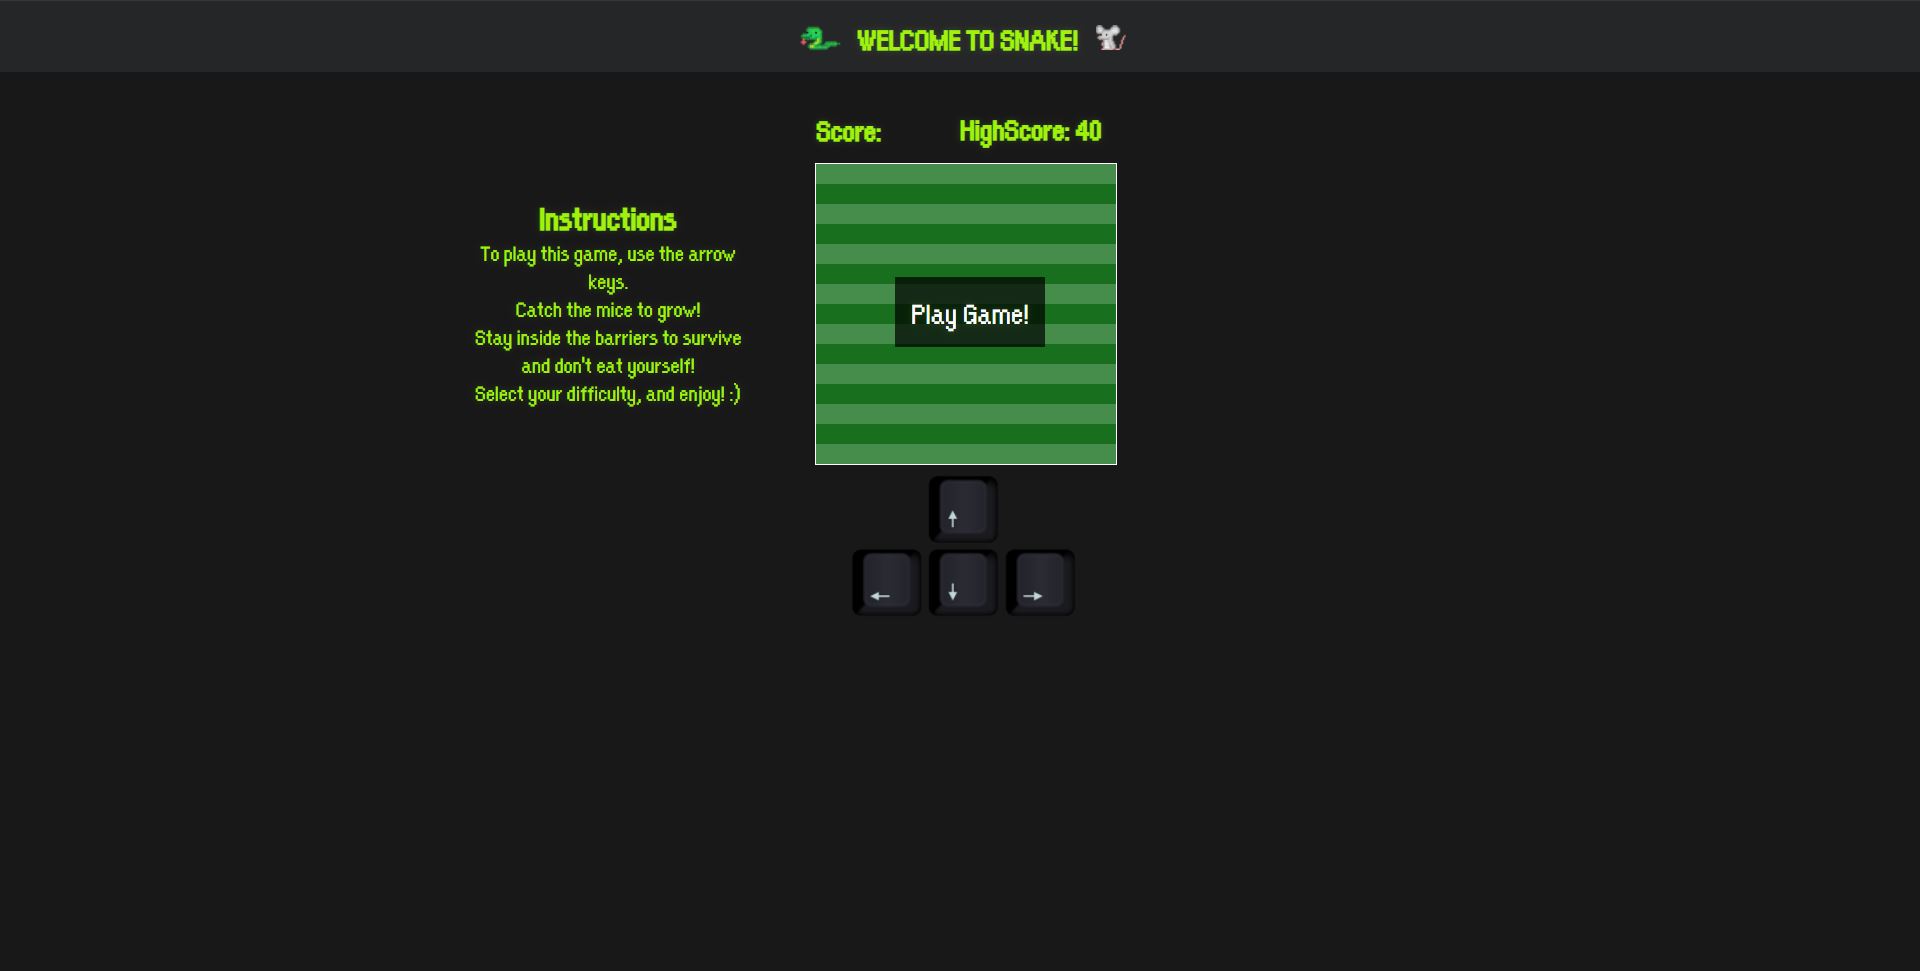 WELCOME TO SNAKE!
Score:
HighScore: 40
Instructions
To play this game, use the arrow
keys.
Catch the mice to grow!
Stay inside the barriers to survive
and don't eat yourself!
Select your difficulty, and enjoy! :)
Play Game!
↑
← ↓ →